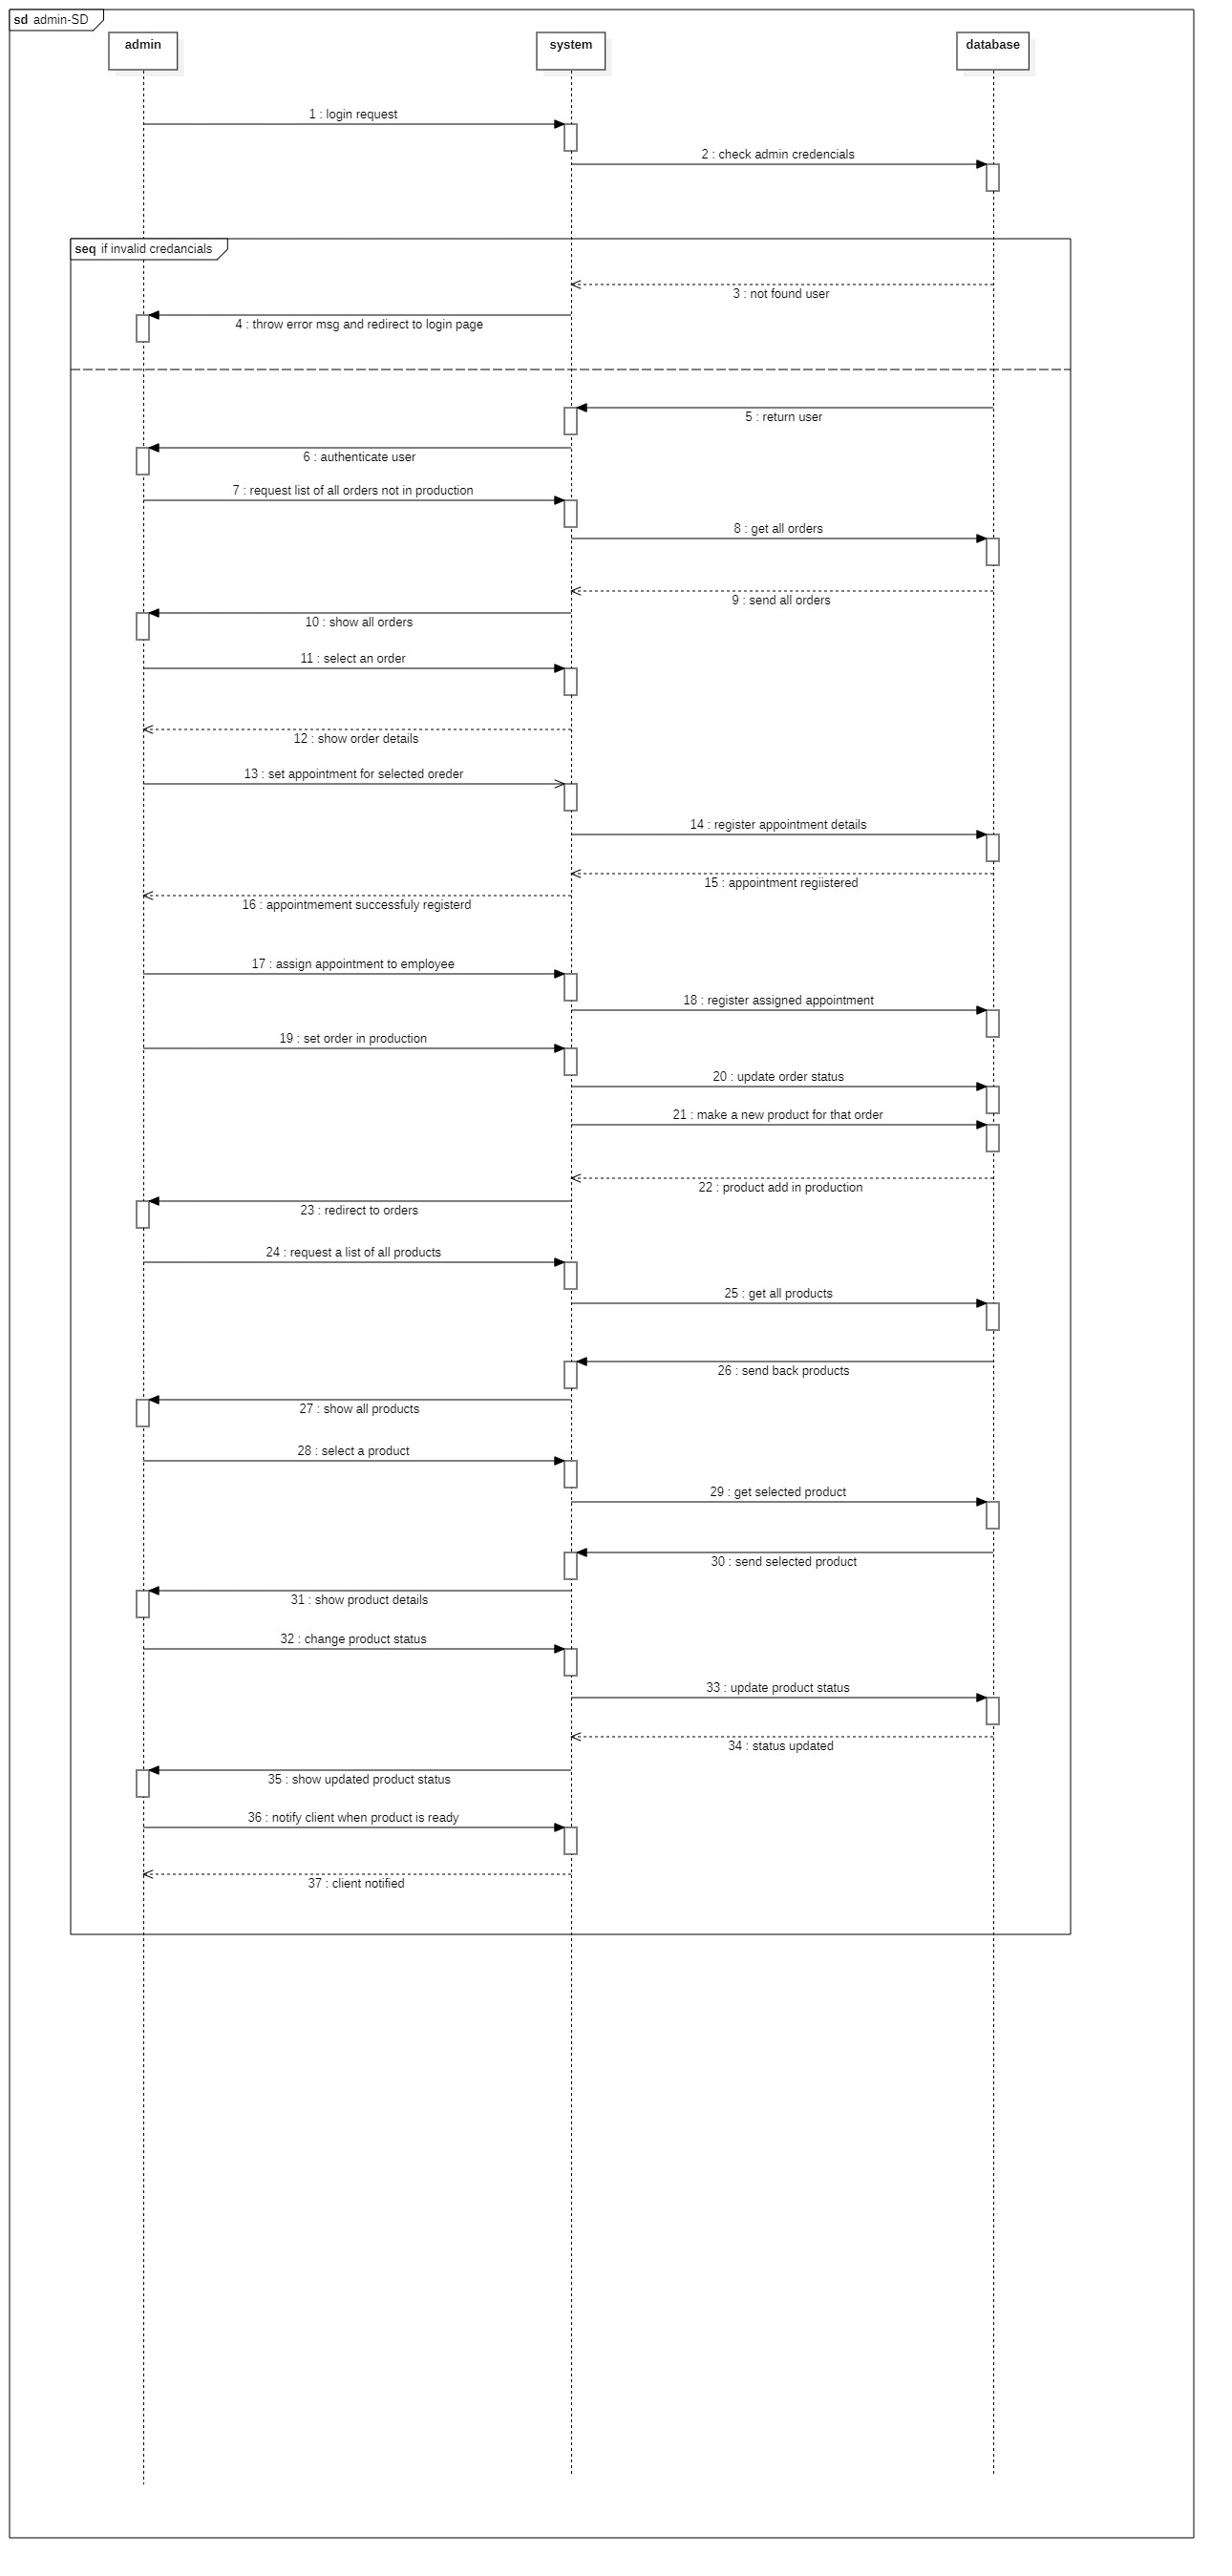 sd admin-SD
admin
system
database
1 : login request
2 : check admin credencials
seq if invalid credancials
3 : not found user
4 : throw error msg and redirect to login page
5 : return user
6 : authenticate user
7 : request list of all orders not in production
8 : get all orders
9 : send all orders
10 : show all orders
11 : select an order
12 : show order details
13 : set appointment for selected oreder
14 : register appointment details
15 : appointment regiistered
16 : appointmement successfuly registerd
17 : assign appointment to employee
18 : register assigned appointment
19 : set order in production
20 : update order status
21 : make a new product for that order
22 : product add in production
23 : redirect to orders
24 : request a list of all products
25 : get all products
26 : send back products
27 : show all products
28 : select a product
29 : get selected product
30 : send selected product
31 : show product details
32 : change product status
33 : update product status
34 : status updated
35 : show updated product status
36 : notify client when product is ready
37 : client notified